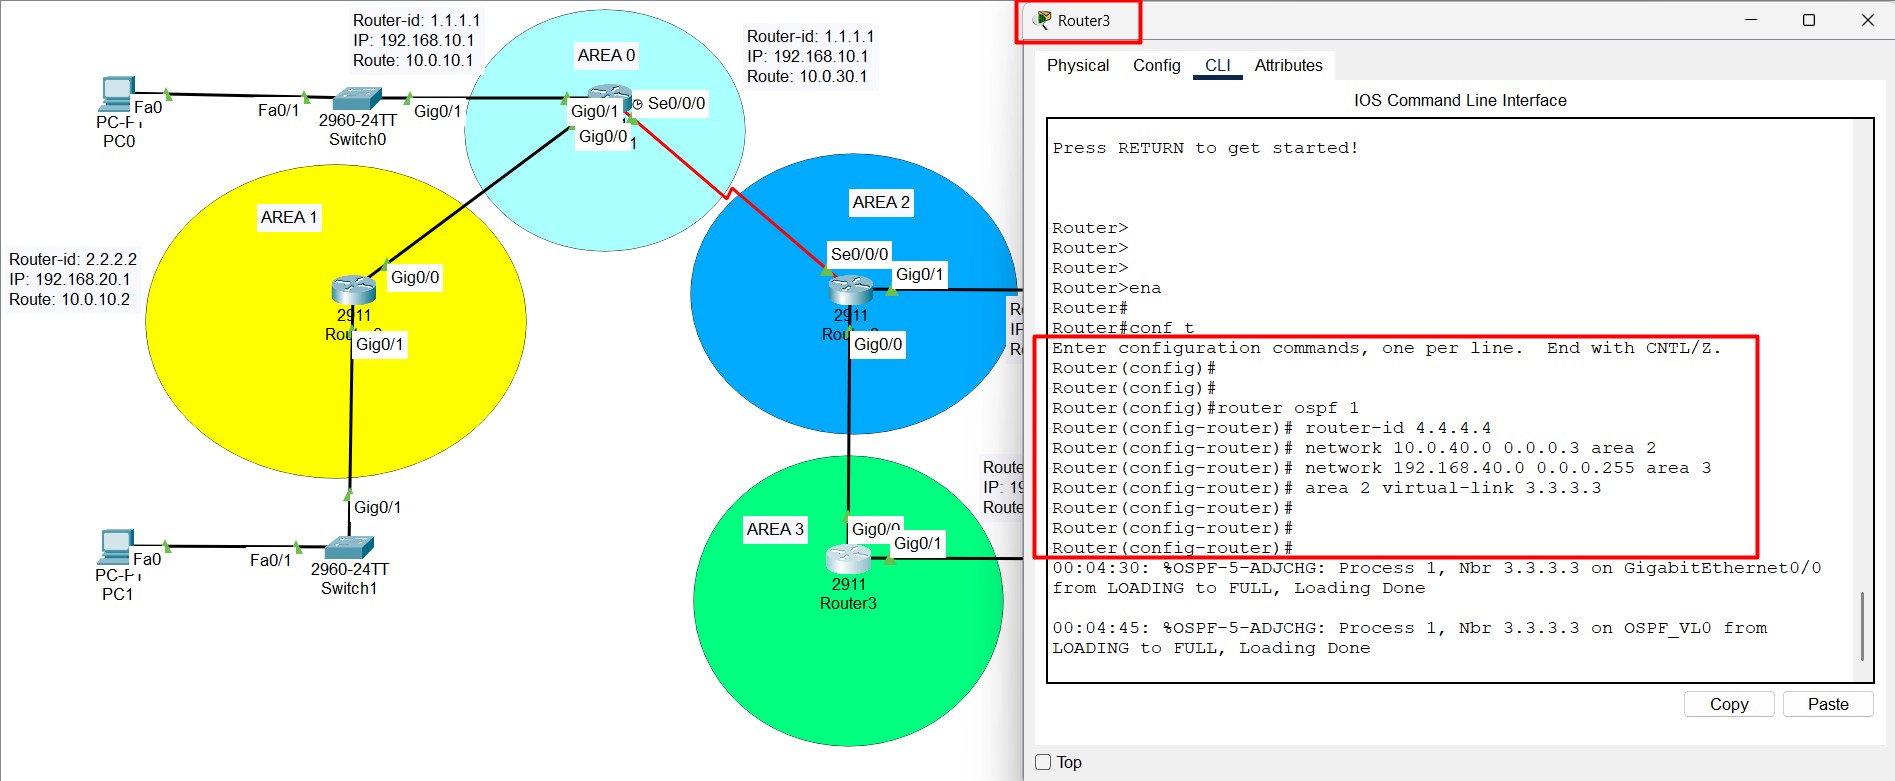 Router-id: 1.1.1.1
IP: 192.168.10.1
Route: 10.0.10.1
AREA 0
Router-id: 1.1.1.1
IP: 192.168.10.1
Route: 10.0.30.1
Fa0
Fa0/1
Gig0/1
Gig0/1
Se0/0/0
Gig0/0
PC0
2960-24TT
Switch0
AREA 1
AREA 2
Router-id: 2.2.2.2
IP: 192.168.20.1
Route: 10.0.10.2
Gig0/0
2911
Gig0/1
Se0/0/0
Gig0/1
2911
Gig0/0
Gig0/1
Fa0
Fa0/1
PC1
2960-24TT
Switch1
AREA 3
Gig0/0
Gig0/1
2911
Router3
Route
IP: 19
Route
Router3
Physical
Config
CLI
Attributes
IOS Command Line Interface
Press RETURN to get started!
Router>
Router>
Router>
Router>ena
Router#
Router#conf t
Enter configuration commands, one per line.  End with CNTL/Z.
Router(config)#
Router(config)#
Router(config)#router ospf 1
Router(config-router)# router-id 4.4.4.4
Router(config-router)# network 10.0.40.0 0.0.0.3 area 2
Router(config-router)# network 192.168.40.0 0.0.0.255 area 3
Router(config-router)# area 2 virtual-link 3.3.3.3
Router(config-router)#
Router(config-router)#
Router(config-router)#
00:04:30: %OSPF-5-ADJCHG: Process 1, Nbr 3.3.3.3 on GigabitEthernet0/0
from LOADING to FULL, Loading Done
00:04:45: %OSPF-5-ADJCHG: Process 1, Nbr 3.3.3.3 on OSPF_VL0 from
LOADING to FULL, Loading Done
Copy
Paste
Top